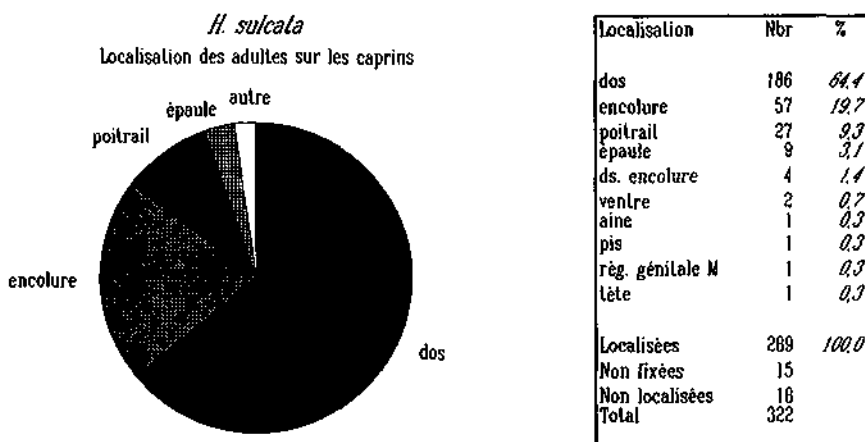 H. sulcata
Localisation des adultes sur les caprins
autre
épaule
poitrail
encolure
dos
Localisation Nbr %
dos 186 64,4
encolure 57 19,7
poitrail 27 9,3
épaule 9 3,1
ds. encolure 4 1,4
ventre 2 0,7
aine 1 0,3
pis 1 0,3
rég. génitale M 1 0,3
tête 1 0,3
Localisées 289 100,0
Non fixées 15
Non localisées 18
Total 322